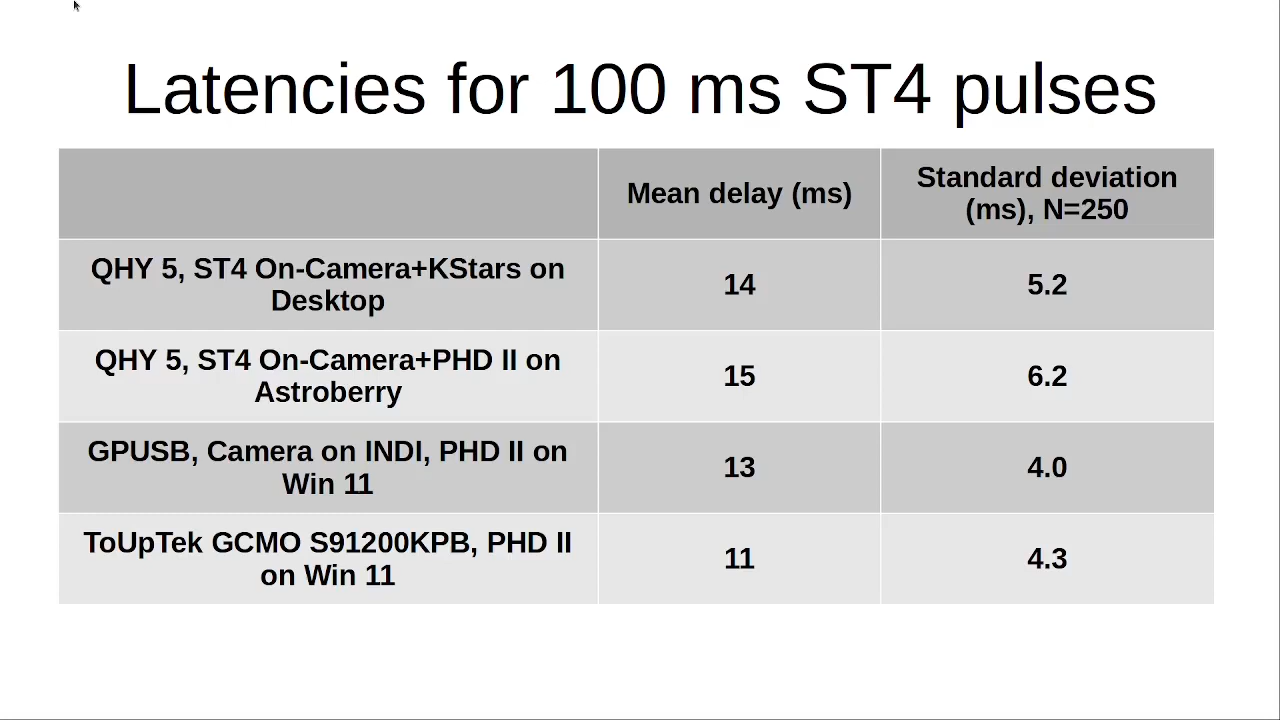 Latencies for 100 ms ST4 pulses
Mean delay (ms)
Standard deviation
(ms), N=250
QHY 5, ST4 On-Camera+KStars on
Desktop
14
5.2
QHY 5, ST4 On-Camera+PHD II on
Astroberry
15
6.2
GPUSB, Camera on INDI, PHD II on
Win 11
13
4.0
ToUpTek GCMO S91200KPB, PHD II
on Win 11
11
4.3